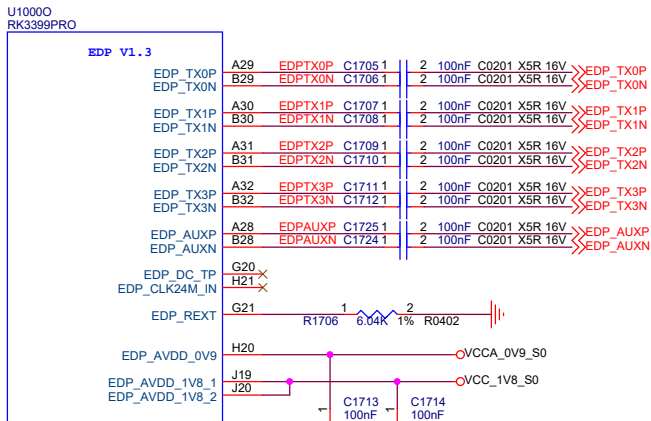 U1000O
RK3399PRO
EDP V1.3
EDP_TX0P A29 EDPTX0P C1705 1 2 100nF C0201 X5R 16V EDP_TX0P
EDP_TX0N B29 EDPTX0N C1706 1 2 100nF C0201 X5R 16V EDP_TX0N
EDP_TX1P A30 EDPTX1P C1707 1 2 100nF C0201 X5R 16V EDP_TX1P
EDP_TX1N B30 EDPTX1N C1708 1 2 100nF C0201 X5R 16V EDP_TX1N
EDP_TX2P A31 EDPTX2P C1709 1 2 100nF C0201 X5R 16V EDP_TX2P
EDP_TX2N B31 EDPTX2N C1710 1 2 100nF C0201 X5R 16V EDP_TX2N
EDP_TX3P A32 EDPTX3P C1711 1 2 100nF C0201 X5R 16V EDP_TX3P
EDP_TX3N B32 EDPTX3N C1712 1 2 100nF C0201 X5R 16V EDP_TX3N
EDP_AUXP A28 EDPAUXP C1725 1 2 100nF C0201 X5R 16V EDP_AUXP
EDP_AUXN B28 EDPAUXN C1724 1 2 100nF C0201 X5R 16V EDP_AUXN
EDP_DC_TP G20
EDP_CLK24M_IN H21
EDP_REXT G21 1 2
R1706 6.04K 1% R0402
EDP_AVDD_0V9 H20 VCCA_0V9_S0
EDP_AVDD_1V8_1 J19 VCC_1V8_S0
EDP_AVDD_1V8_2 J20
1 C1713 1 C1714
100nF 100nF